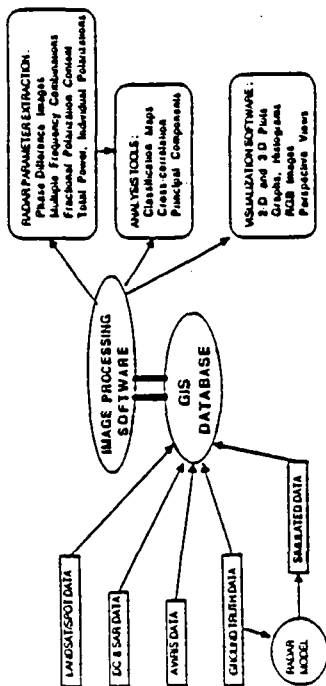 LANDSAT/SPOT DATA
DC 8 SAR DATA
AVIRIS DATA
GROUND TRUTH DATA
RADAR
MODEL
SIMULATED DATA
IMAGE PROCESSING
SOFTWARE
GIS
DATABASE
RADAR PARAMETER EXTRACTION :
Phase Difference Images
Multiple Frequency Combinations
Fractional Polarization Content
Total Power, Individual Polarizations
ANALYSIS TOOLS :
Classification Maps
Cross-correlation
Principal Components
VISUALIZATION SOFTWARE :
2-D and 3 D Plots
Graphs, Histograms
RGB Images
Perspective Views